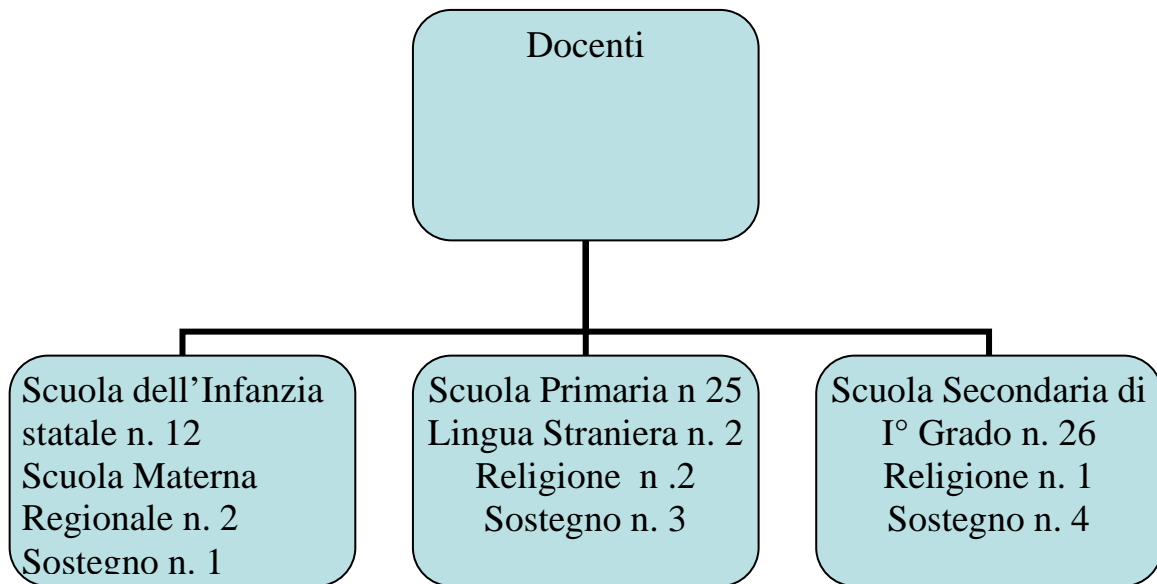 Docenti
Scuola dell’Infanzia
statale n. 12
Scuola Materna
Regionale n. 2
Sostegno n. 1
Scuola Primaria n 25
Lingua Straniera n. 2
Religione  n .2
Sostegno n. 3
Scuola Secondaria di
I° Grado n. 26
Religione n. 1
Sostegno n. 4